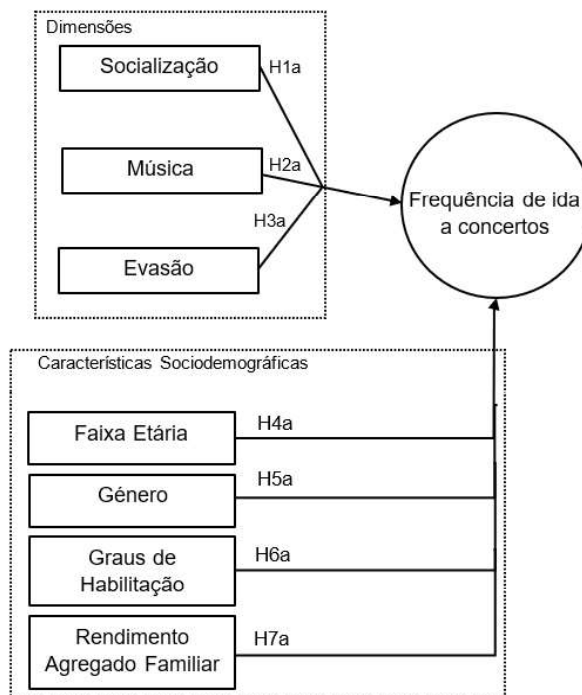 Dimensões
Socialização
H1a
Música
H2a
H3a
Evasão
Frequência de ida
a concertos
Características Sociodemográficas
Faixa Etária
H4a
Género
H5a
Graus de
Habilitação
H6a
Rendimento
Agregado Familiar
H7a